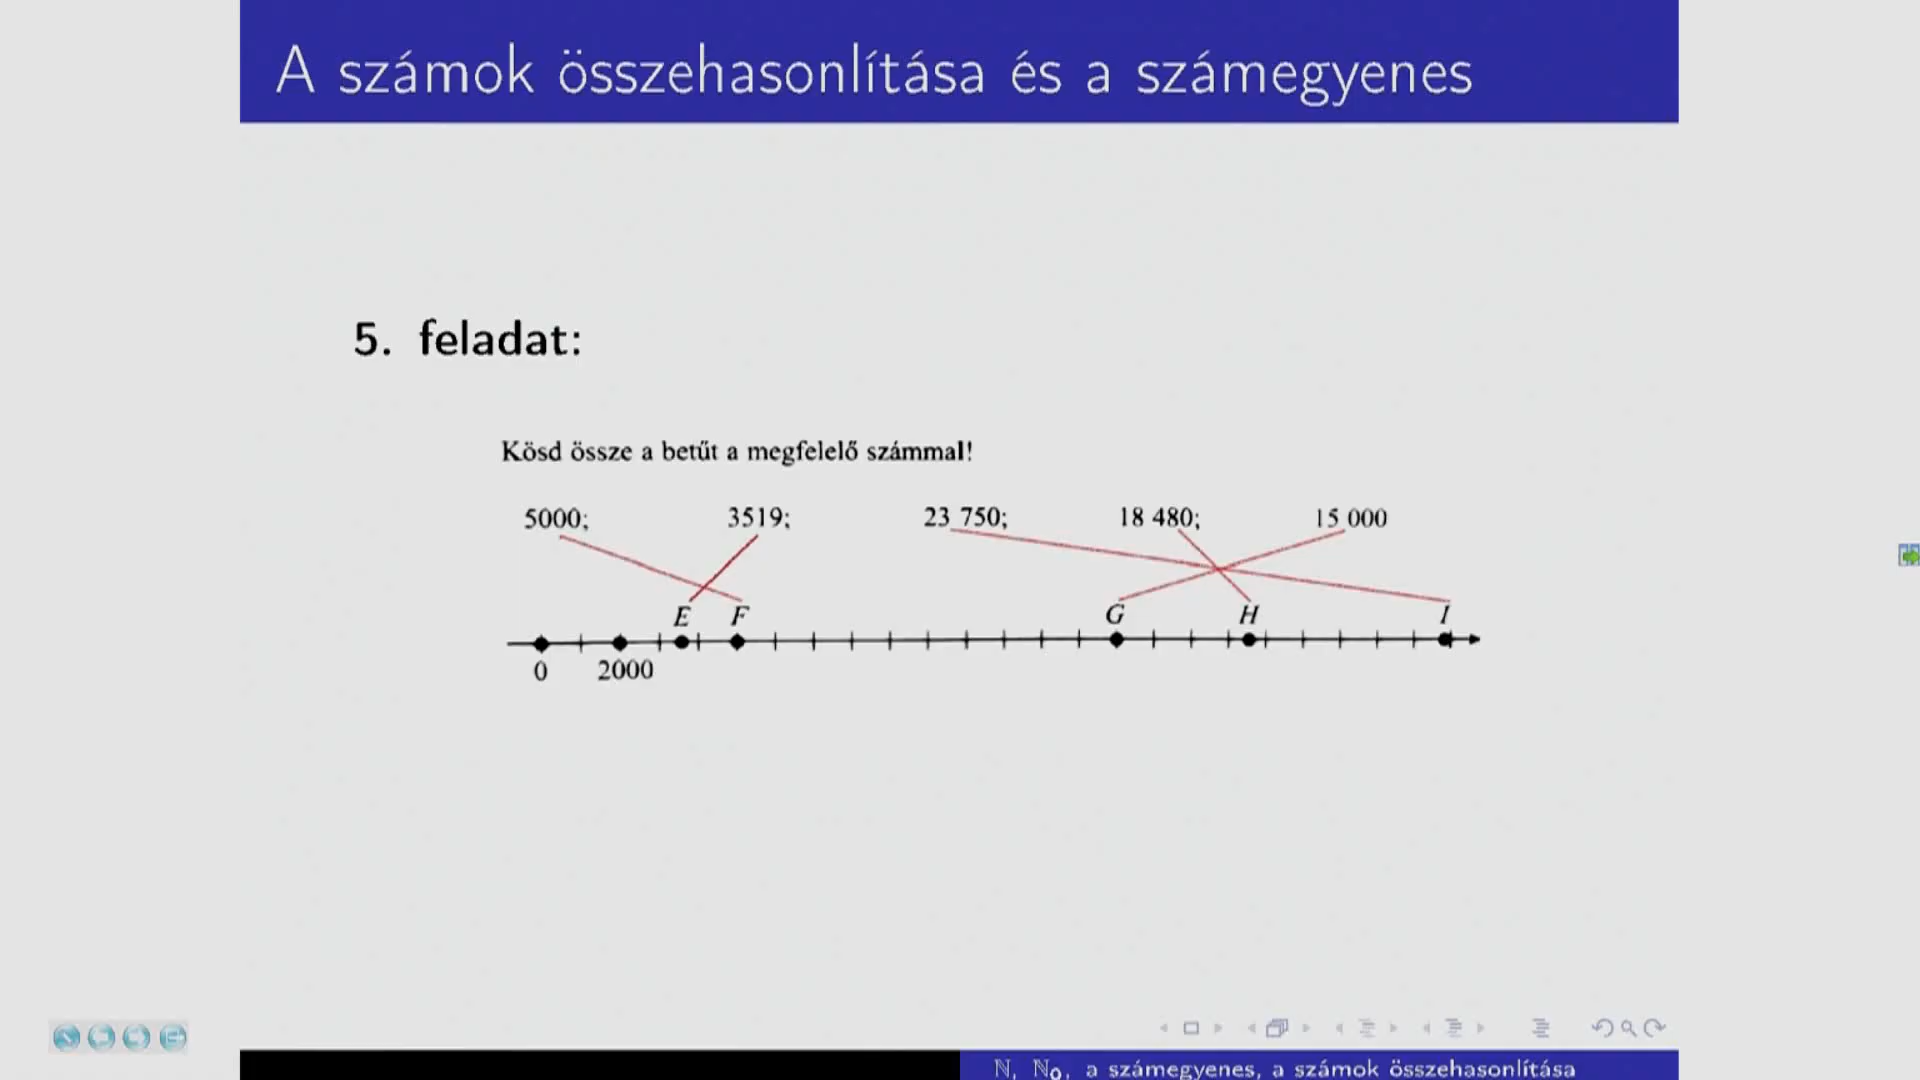 A számok összehasonlítása és a számegyenes
5. feladat:
Kösd össze a betűt a megfelelő számmal!
5000; 3519; 23 750; 18 480; 15 000
E F G H I
0 2000
ℕ, ℕ₀, a számegyenes, a számok összehasonlítása